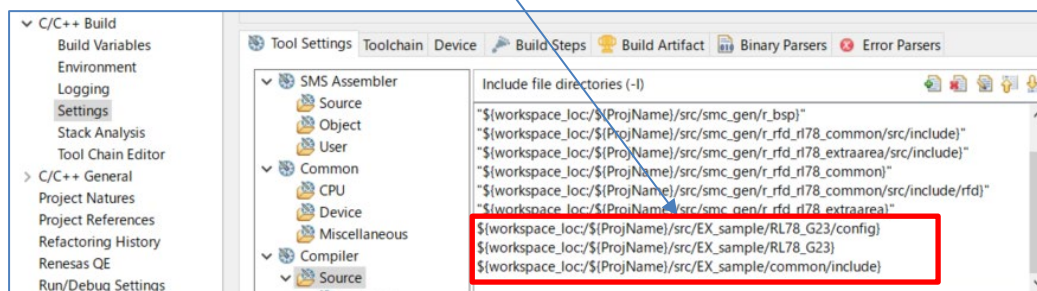 C/C++ Build
Build Variables
Environment
Logging
Settings
Stack Analysis
Tool Chain Editor
C/C++ General
Project Natures
Project References
Refactoring History
Renesas QE
Run/Debug Settings
Tool Settings Toolchain Device Build Steps Build Artifact Binary Parsers Error Parsers
SMS Assembler
Source
Object
User
Common
CPU
Device
Miscellaneous
Compiler
Source
Include file directories (-I)
"${workspace_loc:/${ProjName}/src/smc_gen/r_bsp}"
"${workspace_loc:/${ProjName}/src/smc_gen/r_rfd_rl78_common/src/include}"
"${workspace_loc:/${ProjName}/src/smc_gen/r_rfd_rl78_extraarea/src/include}"
"${workspace_loc:/${ProjName}/src/smc_gen/r_rfd_rl78_common}"
"${workspace_loc:/${ProjName}/src/smc_gen/r_rfd_rl78_common/src/include/rfd}"
"${workspace_loc:/${ProjName}/src/smc_gen/r_rfd_rl78_extraarea}"
${workspace_loc:/${ProjName}/src/EX_sample/RL78_G23/config}
${workspace_loc:/${ProjName}/src/EX_sample/RL78_G23}
${workspace_loc:/${ProjName}/src/EX_sample/common/include}